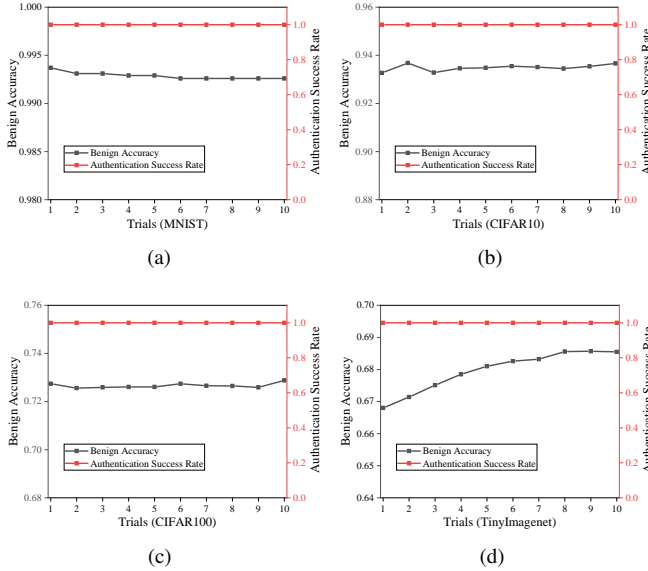 1.000
0.995
0.990
0.985
0.980
Benign Accuracy
Benign Accuracy
Authentication Success Rate
1.0
0.8
0.6
0.4
0.2
0.0
Authentication Success Rate
1 2 3 4 5 6 7 8 9 10
Trials (MNIST)
(a)
0.96
0.94
0.92
0.90
0.88
Benign Accuracy
Benign Accuracy
Authentication Success Rate
1.0
0.8
0.6
0.4
0.2
0.0
Authentication Success Rate
1 2 3 4 5 6 7 8 9 10
Trials (CIFAR10)
(b)
0.76
0.74
0.72
0.70
0.68
Benign Accuracy
Benign Accuracy
Authentication Success Rate
1.0
0.8
0.6
0.4
0.2
0.0
Authentication Success Rate
1 2 3 4 5 6 7 8 9 10
Trials (CIFAR100)
(c)
0.70
0.69
0.68
0.67
0.66
0.65
0.64
Benign Accuracy
Benign Accuracy
Authentication Success Rate
1.0
0.8
0.6
0.4
0.2
0.0
Authentication Success Rate
1 2 3 4 5 6 7 8 9 10
Trials (TinyImagenet)
(d)